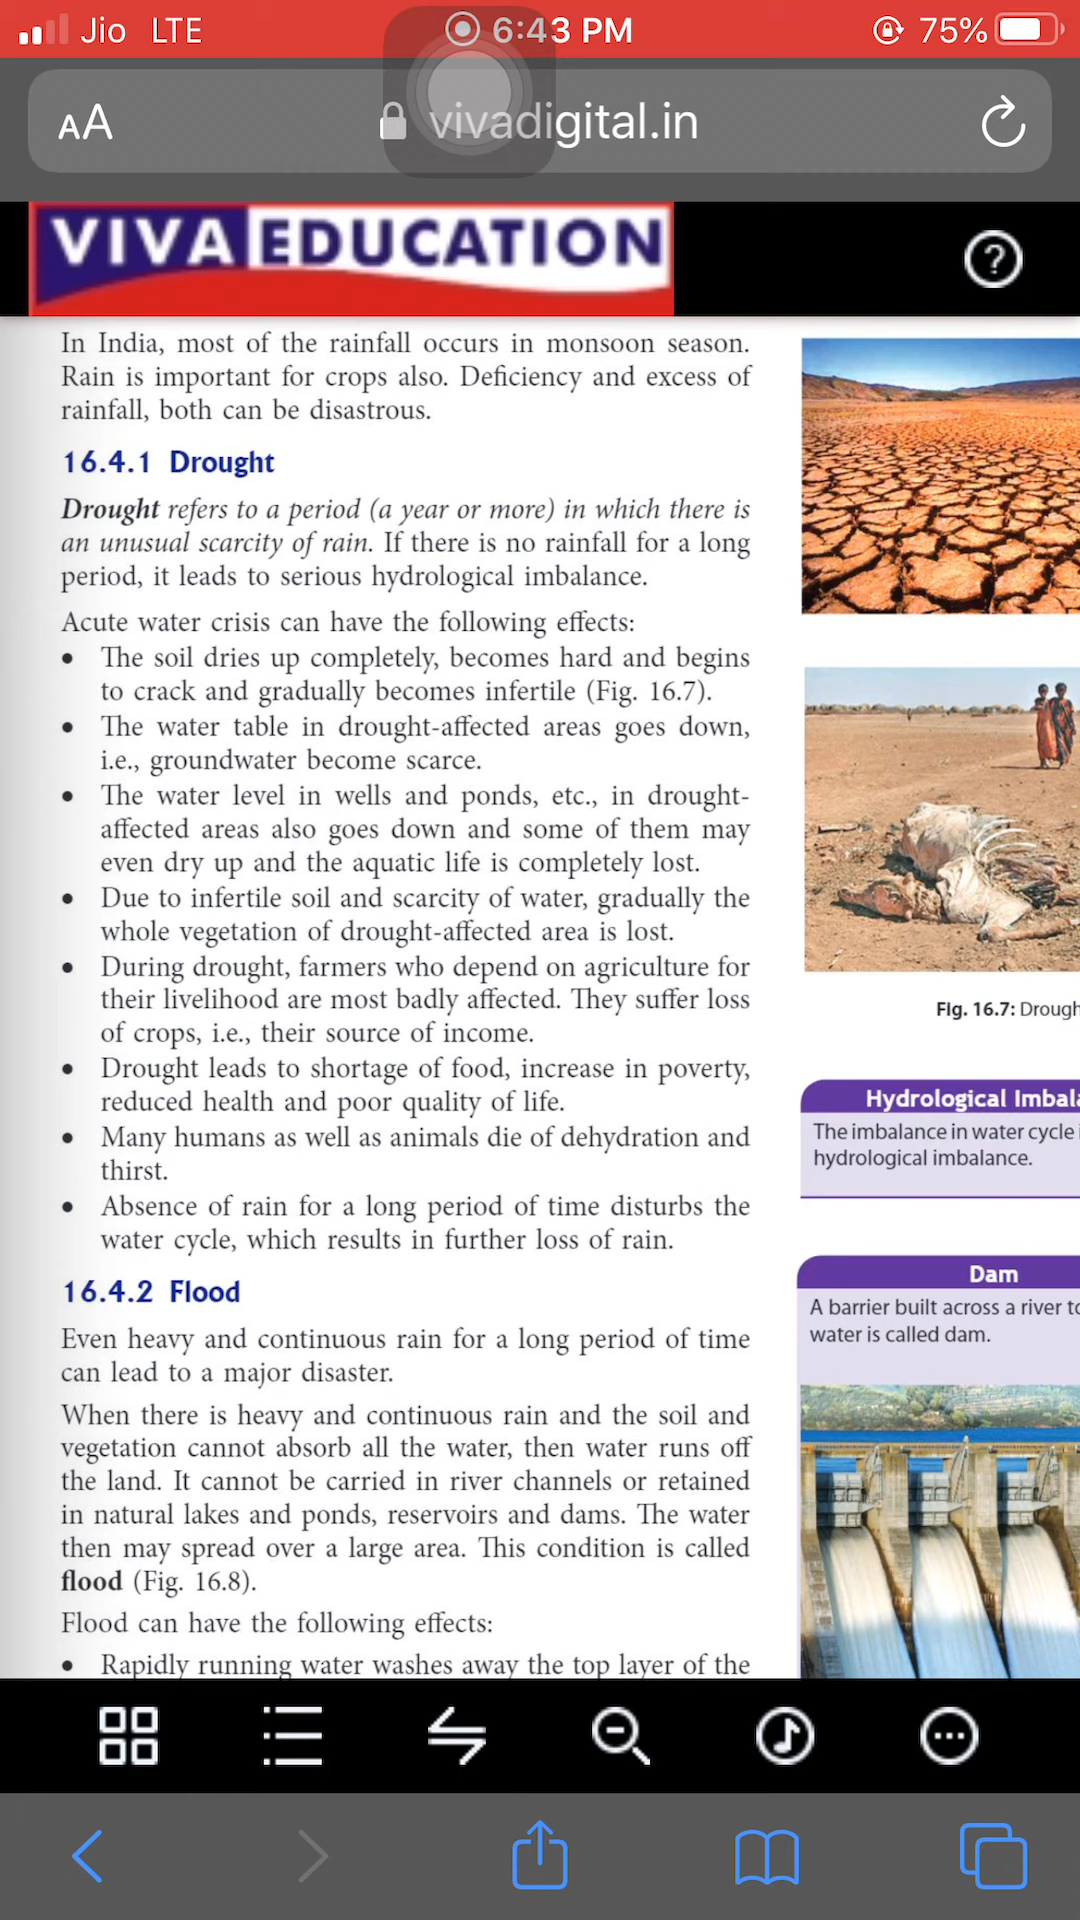 Jio LTE
6:43 PM
75%
AA
vivadigital.in
VIVA EDUCATION
?
In India, most of the rainfall occurs in monsoon season.
Rain is important for crops also. Deficiency and excess of
rainfall, both can be disastrous.
16.4.1 Drought
Drought refers to a period (a year or more) in which there is
an unusual scarcity of rain. If there is no rainfall for a long
period, it leads to serious hydrological imbalance.
Acute water crisis can have the following effects:
• The soil dries up completely, becomes hard and begins
to crack and gradually becomes infertile (Fig. 16.7).
• The water table in drought-affected areas goes down,
i.e., groundwater become scarce.
• The water level in wells and ponds, etc., in drought-
affected areas also goes down and some of them may
even dry up and the aquatic life is completely lost.
• Due to infertile soil and scarcity of water, gradually the
whole vegetation of drought-affected area is lost.
• During drought, farmers who depend on agriculture for
their livelihood are most badly affected. They suffer loss
of crops, i.e., their source of income.
• Drought leads to shortage of food, increase in poverty,
reduced health and poor quality of life.
• Many humans as well as animals die of dehydration and
thirst.
• Absence of rain for a long period of time disturbs the
water cycle, which results in further loss of rain.
16.4.2 Flood
Even heavy and continuous rain for a long period of time
can lead to a major disaster.
When there is heavy and continuous rain and the soil and
vegetation cannot absorb all the water, then water runs off
the land. It cannot be carried in river channels or retained
in natural lakes and ponds, reservoirs and dams. The water
then may spread over a large area. This condition is called
flood (Fig. 16.8).
Flood can have the following effects:
• Rapidly running water washes away the top layer of the
Fig. 16.7: Drough
Hydrological Imbala
The imbalance in water cycle i
hydrological imbalance.
Dam
A barrier built across a river to
water is called dam.